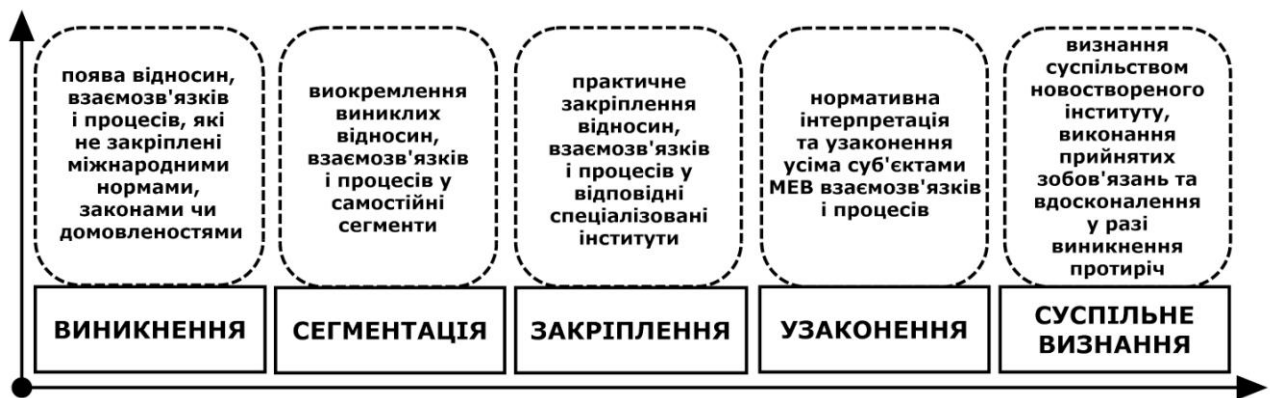 поява відносин,
взаємозв'язків
і процесів, які
не закріплені
міжнародними
нормами,
законами чи
домовленостями
ВИНИКНЕННЯ
виокремлення
виниклих
відносин,
взаємозв'язків
і процесів у
самостійні
сегменти
СЕГМЕНТАЦІЯ
практичне
закріплення
відносин,
взаємозв'язків
і процесів у
відповідні
спеціалізовані
інститути
ЗАКРІПЛЕННЯ
нормативна
інтерпретація
та узаконення
усіма суб'єктами
МЕВ взаємозв'язків
і процесів
УЗАКОНЕННЯ
визнання
суспільством
новоствореного
інституту,
виконання
прийнятих
зобов'язань та
вдосконалення
у разі
виникнення
протиріч
СУСПІЛЬНЕ
ВИЗНАННЯ